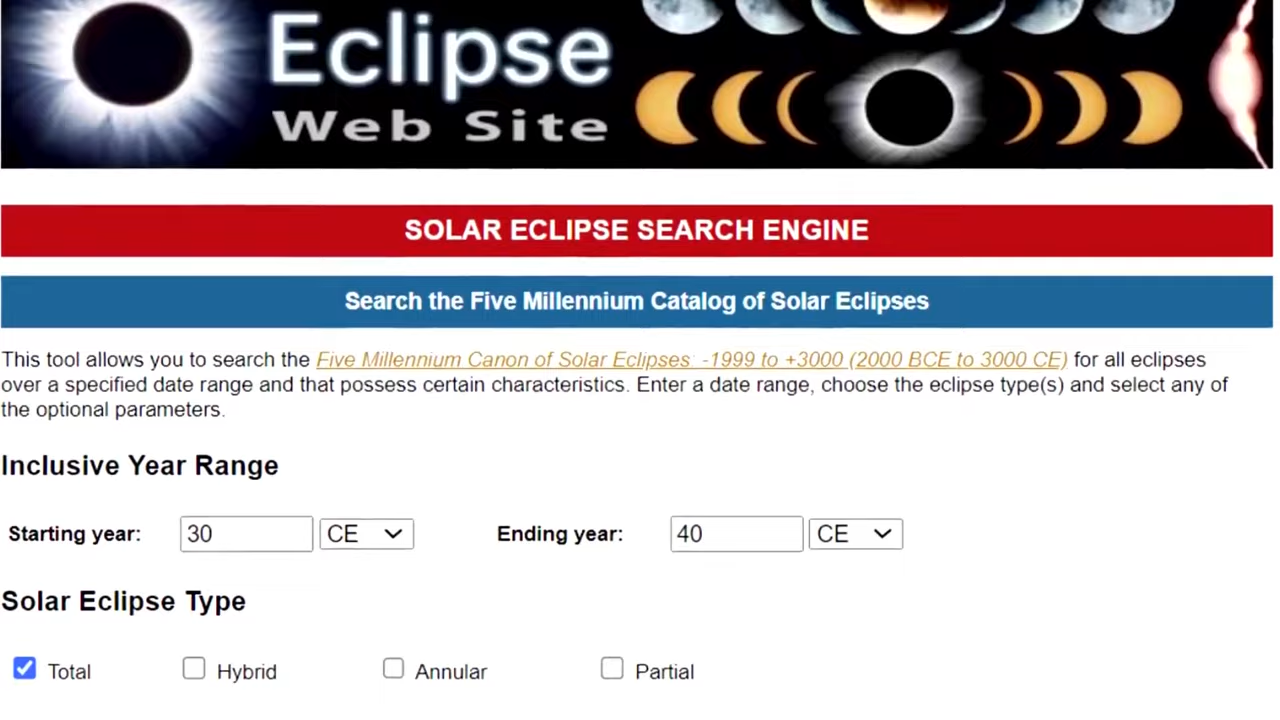 Eclipse
Web Site
SOLAR ECLIPSE SEARCH ENGINE
Search the Five Millennium Catalog of Solar Eclipses
This tool allows you to search the Five Millennium Canon of Solar Eclipses: -1999 to +3000 (2000 BCE to 3000 CE) for all eclipses
over a specified date range and that possess certain characteristics. Enter a date range, choose the eclipse type(s) and select any of
the optional parameters.
Inclusive Year Range
Starting year: 30 CE Ending year: 40 CE
Solar Eclipse Type
Total Hybrid Annular Partial